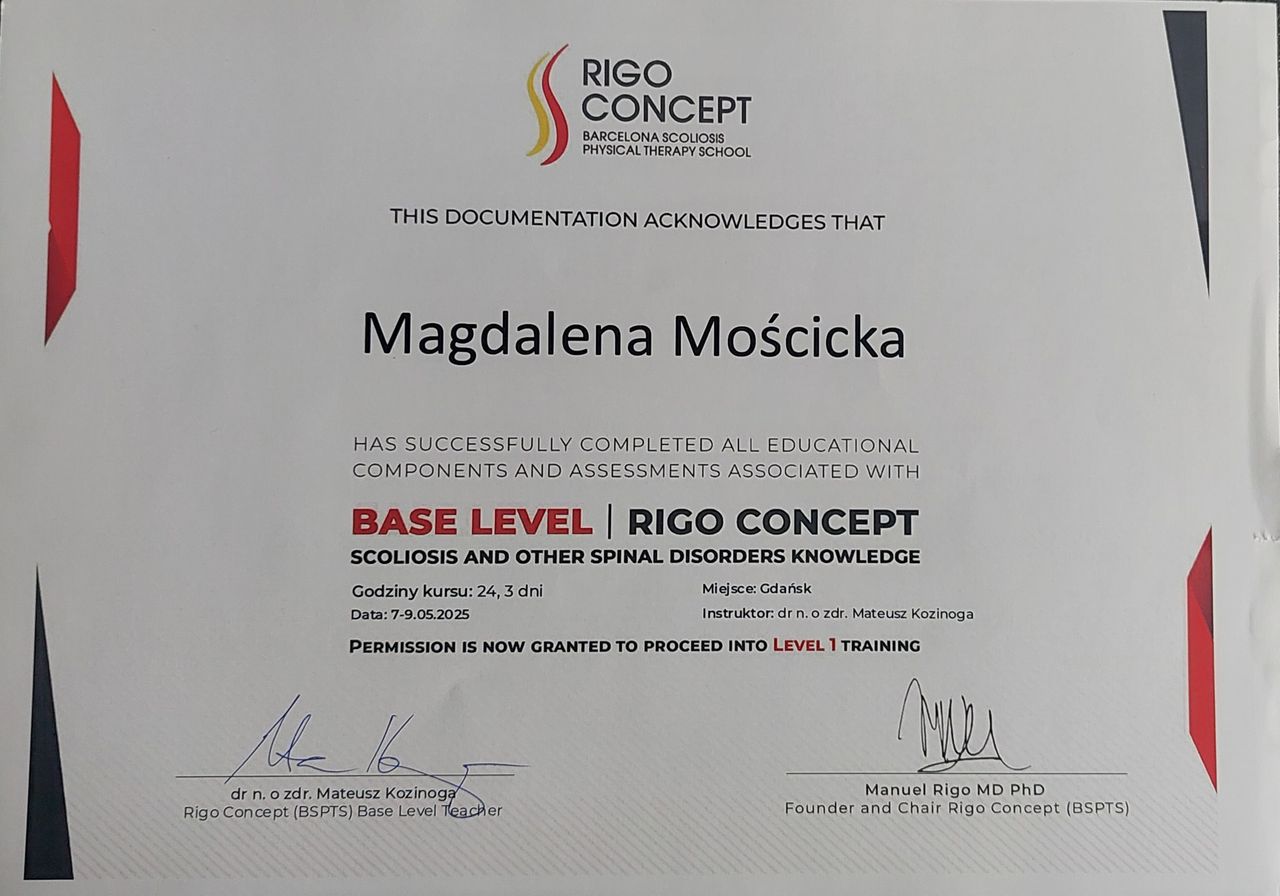 RIGO
CONCEPT
BARCELONA SCOLIOSIS
PHYSICAL THERAPY SCHOOL
THIS DOCUMENTATION ACKNOWLEDGES THAT
Magdalena Mościcka
HAS SUCCESSFULLY COMPLETED ALL EDUCATIONAL
COMPONENTS AND ASSESSMENTS ASSOCIATED WITH
BASE LEVEL | RIGO CONCEPT
SCOLIOSIS AND OTHER SPINAL DISORDERS KNOWLEDGE
Godziny kursu: 24, 3 dni
Miejsce: Gdańsk
Data: 7-9.05.2025
Instruktor: dr n. o zdr. Mateusz Kozinoga
PERMISSION IS NOW GRANTED TO PROCEED INTO LEVEL 1 TRAINING
dr n. o zdr. Mateusz Kozinoga
Rigo Concept (BSPTS) Base Level Teacher
Manuel Rigo MD PhD
Founder and Chair Rigo Concept (BSPTS)